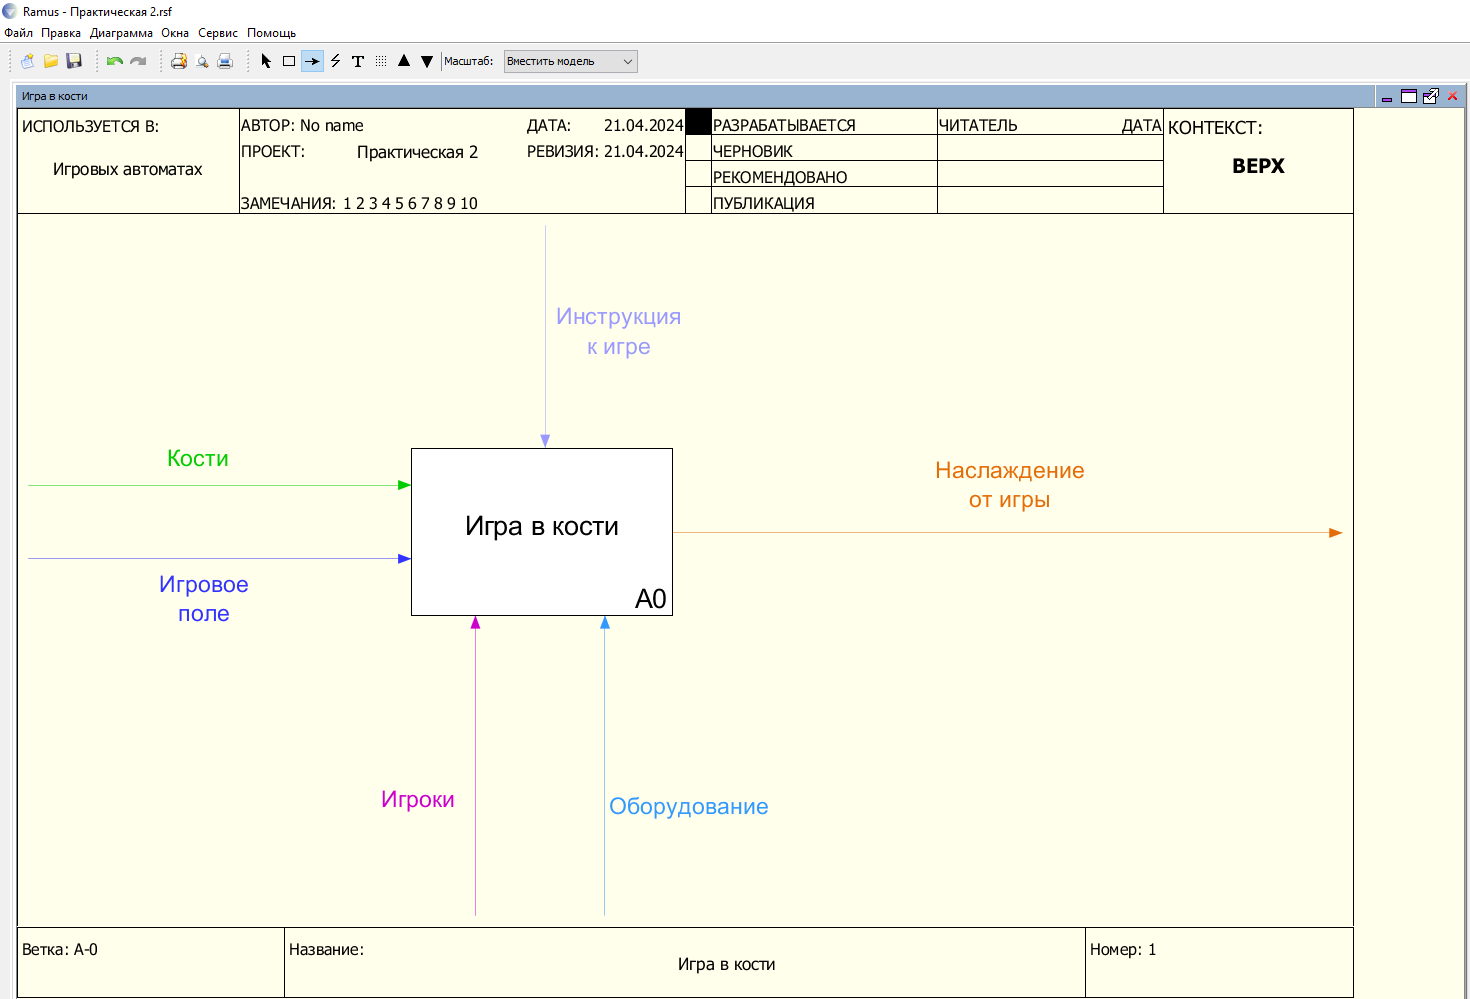 Ramus - Практическая 2.rsf
Файл Правка Диаграмма Окна Сервис Помощь
Масштаб: Вместить модель
Игра в кости
ИСПОЛЬЗУЕТСЯ В:
Игровых автоматах
АВТОР: No name
ДАТА: 21.04.2024
ПРОЕКТ: Практическая 2
РЕВИЗИЯ: 21.04.2024
ЗАМЕЧАНИЯ: 1 2 3 4 5 6 7 8 9 10
РАЗРАБАТЫВАЕТСЯ
ЧЕРНОВИК
РЕКОМЕНДОВАНО
ПУБЛИКАЦИЯ
ЧИТАТЕЛЬ ДАТА
КОНТЕКСТ:
ВЕРХ
Инструкция
к игре
Кости
Игровое
поле
Игра в кости
A0
Наслаждение
от игры
Игроки
Оборудование
Ветка: A-0
Название:
Игра в кости
Номер: 1